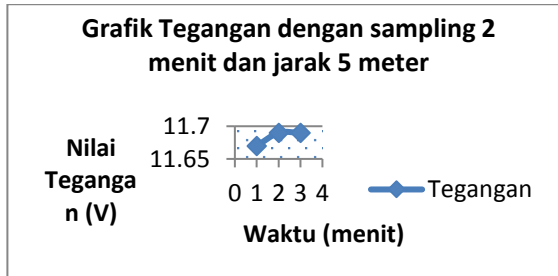 Grafik Tegangan dengan sampling 2
menit dan jarak 5 meter
11.7
11.65
Nilai
Teganga
n (V)
0 1 2 3 4
Tegangan
Waktu (menit)